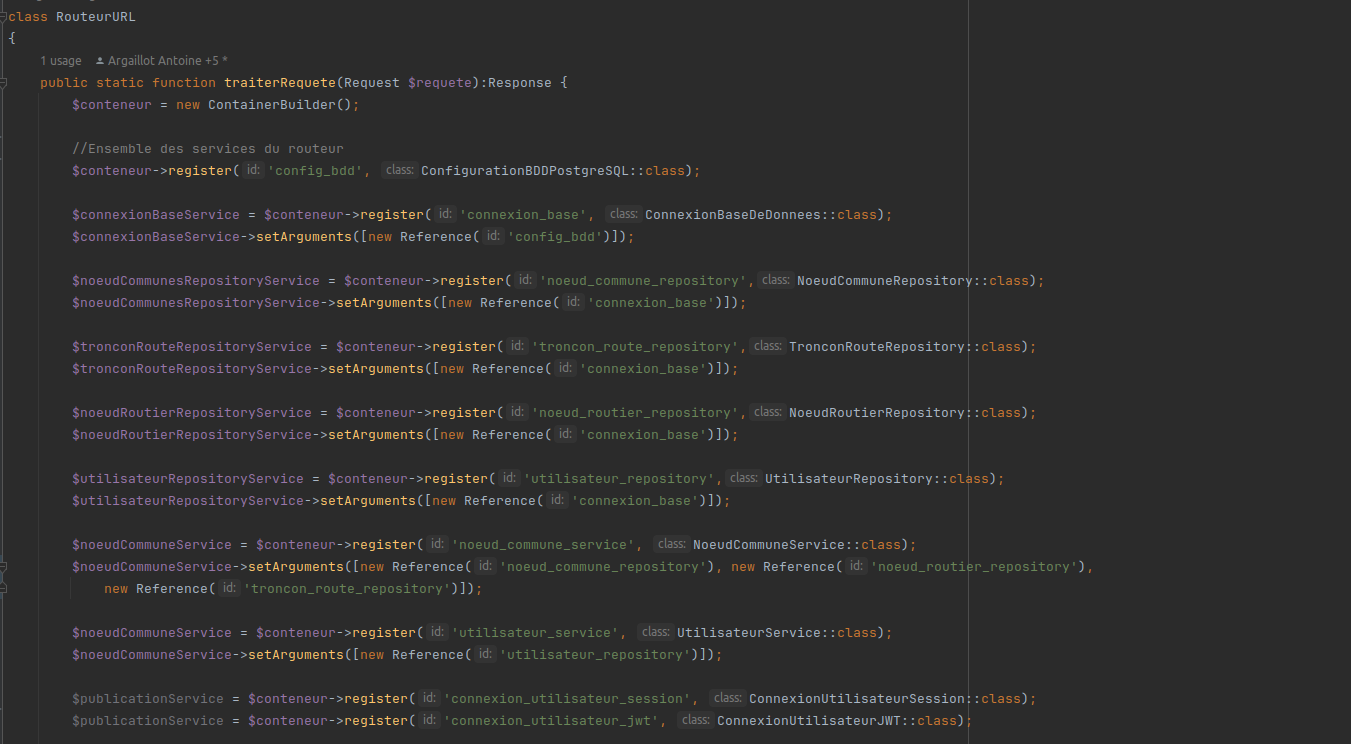 class RouteurURL
{
1 usage Argaillot Antoine +5 *
public static function traiterRequete(Request $requete):Response {
$conteneur = new ContainerBuilder();
//Ensemble des services du routeur
$conteneur->register( id: 'config_bdd', class: ConfigurationBDDPostgreSQL::class);
$connexionBaseService = $conteneur->register( id: 'connexion_base', class: ConnexionBaseDeDonnees::class);
$connexionBaseService->setArguments([new Reference( id: 'config_bdd')]);
$noeudCommunesRepositoryService = $conteneur->register( id: 'noeud_commune_repository', class: NoeudCommuneRepository::class);
$noeudCommunesRepositoryService->setArguments([new Reference( id: 'connexion_base')]);
$tronconRouteRepositoryService = $conteneur->register( id: 'troncon_route_repository', class: TronconRouteRepository::class);
$tronconRouteRepositoryService->setArguments([new Reference( id: 'connexion_base')]);
$noeudRoutierRepositoryService = $conteneur->register( id: 'noeud_routier_repository', class: NoeudRoutierRepository::class);
$noeudRoutierRepositoryService->setArguments([new Reference( id: 'connexion_base')]);
$utilisateurRepositoryService = $conteneur->register( id: 'utilisateur_repository', class: UtilisateurRepository::class);
$utilisateurRepositoryService->setArguments([new Reference( id: 'connexion_base')]);
$noeudCommuneService = $conteneur->register( id: 'noeud_commune_service', class: NoeudCommuneService::class);
$noeudCommuneService->setArguments([new Reference( id: 'noeud_commune_repository'), new Reference( id: 'noeud_routier_repository'),
new Reference( id: 'troncon_route_repository')]);
$noeudCommuneService = $conteneur->register( id: 'utilisateur_service', class: UtilisateurService::class);
$noeudCommuneService->setArguments([new Reference( id: 'utilisateur_repository')]);
$publicationService = $conteneur->register( id: 'connexion_utilisateur_session', class: ConnexionUtilisateurSession::class);
$publicationService = $conteneur->register( id: 'connexion_utilisateur_jwt', class: ConnexionUtilisateurJWT::class);